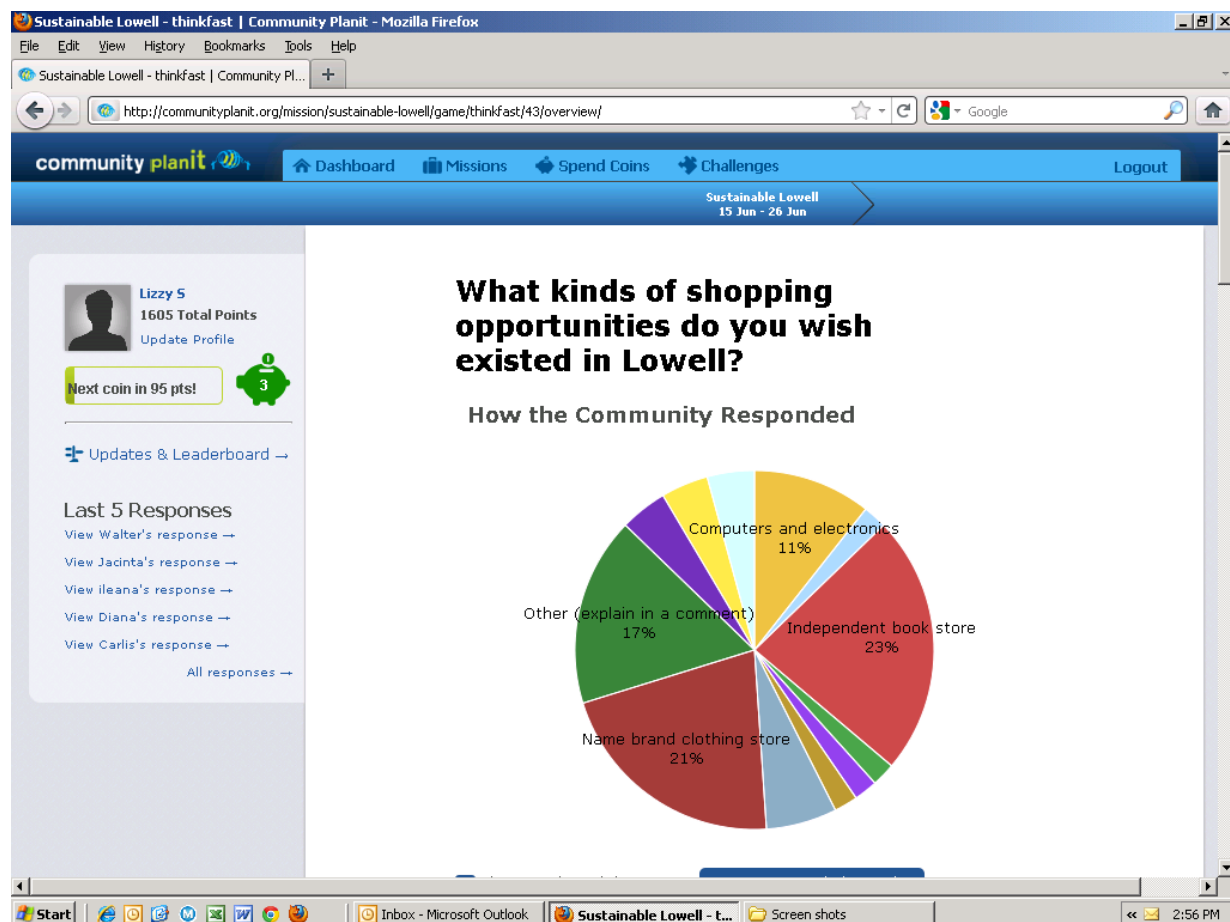 Sustainable Lowell - thinkfast | Community Planit - Mozilla Firefox
File Edit View History Bookmarks Tools Help
Sustainable Lowell - thinkfast | Community Pl...
http://communityplanit.org/mission/sustainable-lowell/game/thinkfast/43/overview/
Google
community planit
Dashboard Missions Spend Coins Challenges Logout
Sustainable Lowell
15 Jun - 26 Jun
Lizzy S
1605 Total Points
Update Profile
Next coin in 95 pts!
3
Updates & Leaderboard →
Last 5 Responses
View Walter's response →
View Jacinta's response →
View ileana's response →
View Diana's response →
View Carlis's response →
All responses →
What kinds of shopping
opportunities do you wish
existed in Lowell?
How the Community Responded
Computers and electronics
11%
Other (explain in a comment)
17%
Independent book store
23%
Name brand clothing store
21%
Start
Inbox - Microsoft Outlook
Sustainable Lowell - t...
Screen shots
2:56 PM